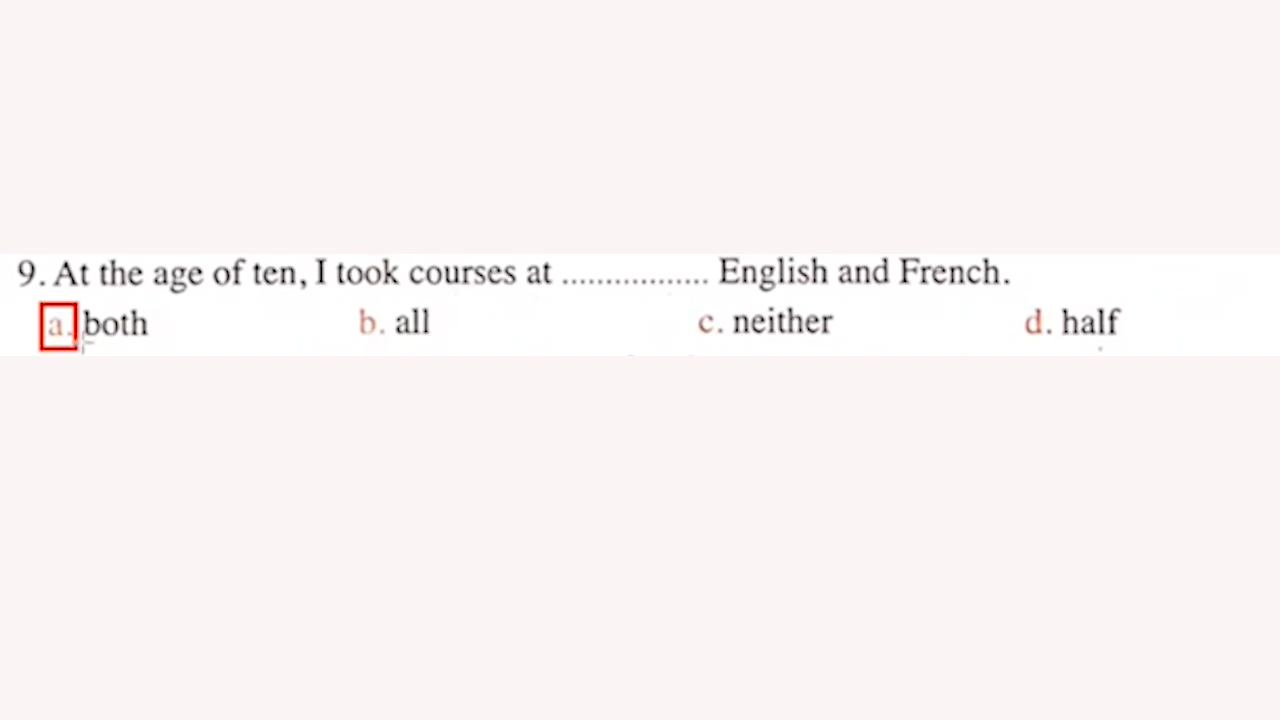 9. At the age of ten, I took courses at ................. English and French.
a. both b. all c. neither d. half